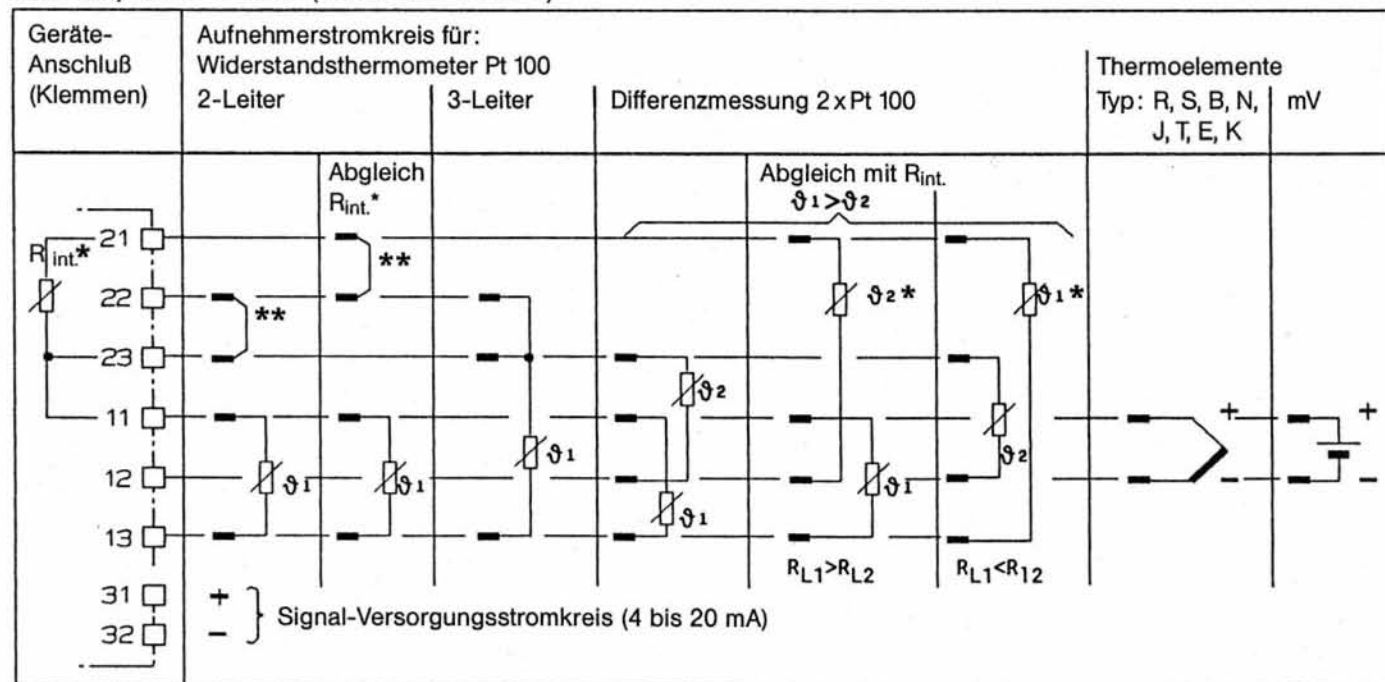 Geräte-
Anschluß
(Klemmen)
Aufnehmerstromkreis für:
Widerstandsthermometer Pt 100
2-Leiter
3-Leiter
Differenzmessung 2 x Pt 100
Thermoelemente
Typ: R, S, B, N,
J, T, E, K
mV
Abgleich
Rint.*
Abgleich mit Rint.
ϑ1>ϑ2
Rint.*
21
22
23
11
12
13
31
32
**
**
ϑ1
ϑ1
ϑ1
ϑ2
ϑ1
ϑ2*
ϑ1
ϑ1*
ϑ2
+
-
+
-
RL1>RL2
RL1<Rl2
+
-
Signal-Versorgungsstromkreis (4 bis 20 mA)